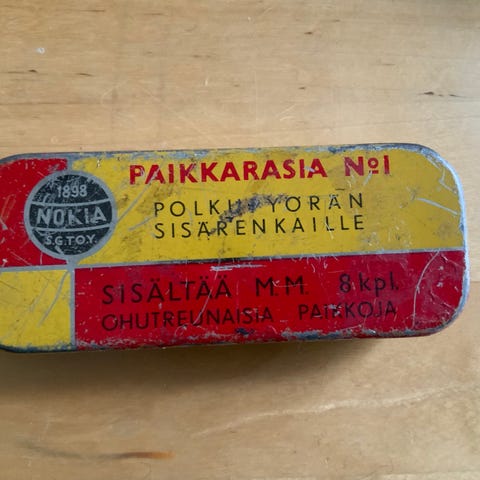 PAIKKARASIA No1
1898
NOKIA
S.G.T.O.Y.
POLKUPYÖRÄN
SISÄRENKAILLE
SISÄLTÄÄ M.M. 8 kpl.
OHUTREUNAISIA PAIKKOJA